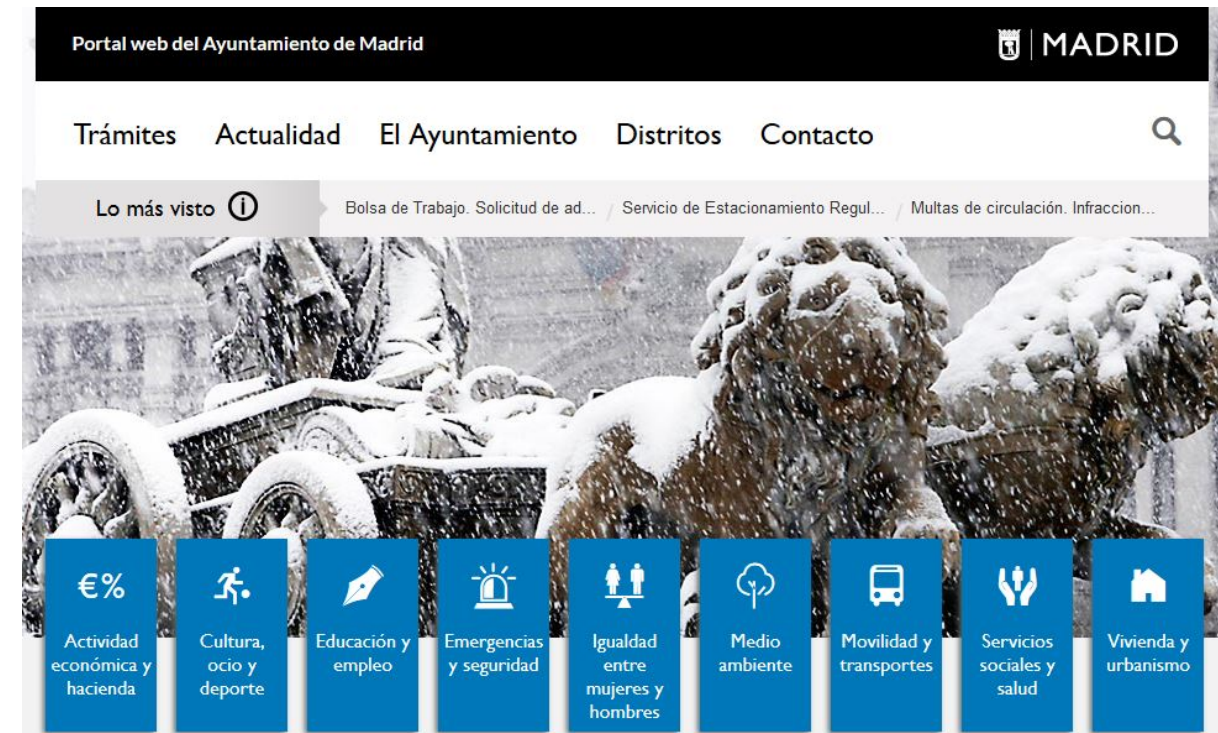 Portal web del Ayuntamiento de Madrid
MADRID
Trámites Actualidad El Ayuntamiento Distritos Contacto
Lo más visto
Bolsa de Trabajo. Solicitud de ad... / Servicio de Estacionamiento Regul... / Multas de circulación. Infraccion...
€%
Actividad
económica y
hacienda
Cultura,
ocio y
deporte
Educación y
empleo
Emergencias
y seguridad
Igualdad
entre
mujeres y
hombres
Medio
ambiente
Movilidad y
transportes
Servicios
sociales y
salud
Vivienda y
urbanismo